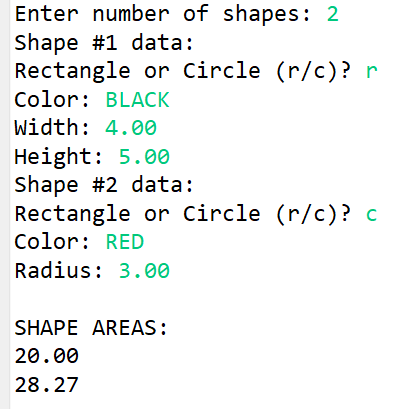 Enter number of shapes: 2
Shape #1 data:
Rectangle or Circle (r/c)? r
Color: BLACK
Width: 4.00
Height: 5.00
Shape #2 data:
Rectangle or Circle (r/c)? c
Color: RED
Radius: 3.00

SHAPE AREAS:
20.00
28.27